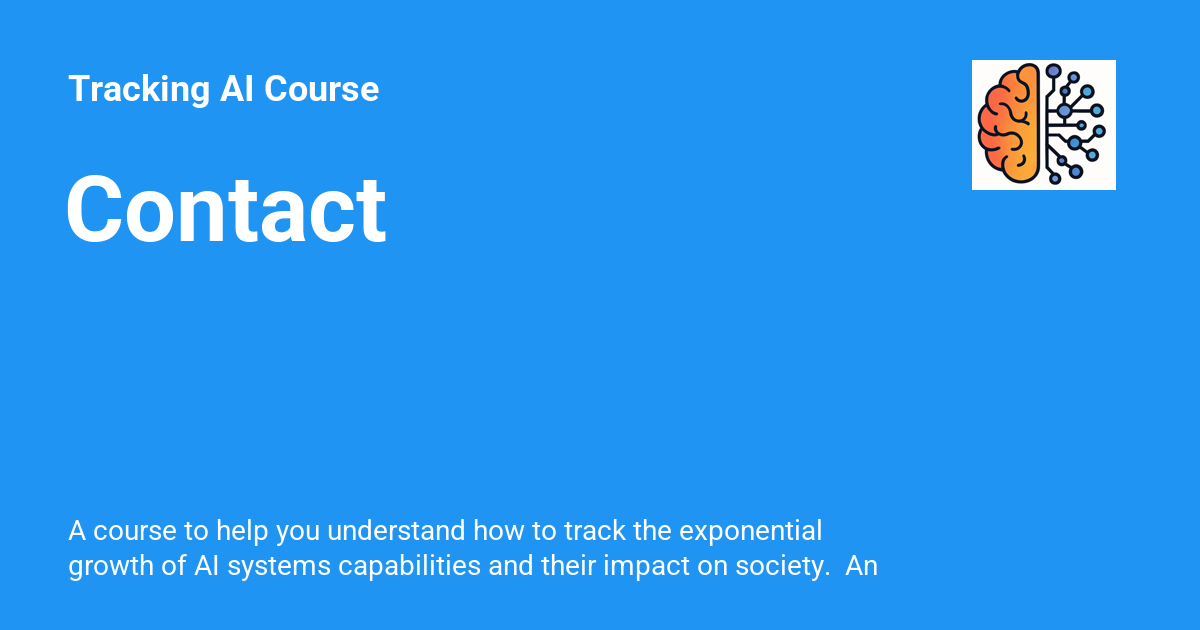 Tracking AI Course
Contact
A course to help you understand how to track the exponential
growth of AI systems capabilities and their impact on society.  An